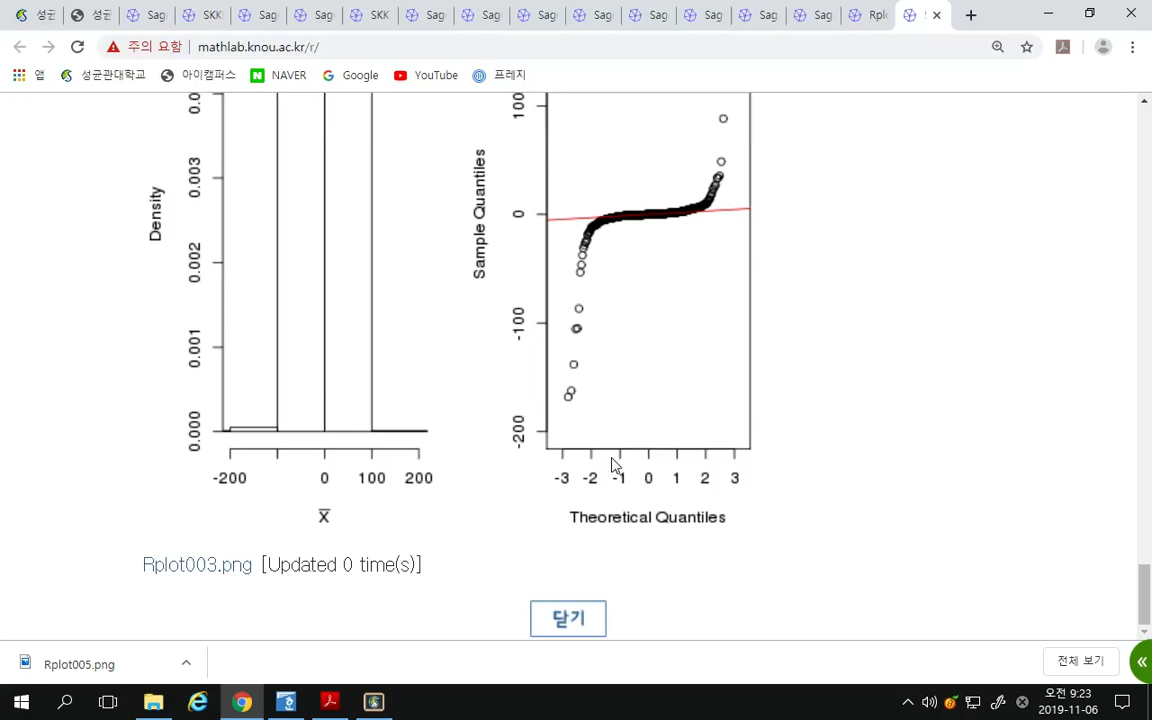 성균 성균 Sag SKK Sag Sag SKK Sag Sag Sag Sag Sag Sag Sag Sag Rplo
주의 요함 mathlab.knou.ac.kr/r/
앱 성균관대학교 아이캠퍼스 NAVER Google YouTube 프레지
Density
0.003
0.002
0.001
0.000
-200 0 100 200
X̅
Sample Quantiles
100
0
-100
-200
-3 -2 -1 0 1 2 3
Theoretical Quantiles
Rplot003.png [Updated 0 time(s)]
닫기
Rplot005.png
전체 보기
오전 9:23
2019-11-06